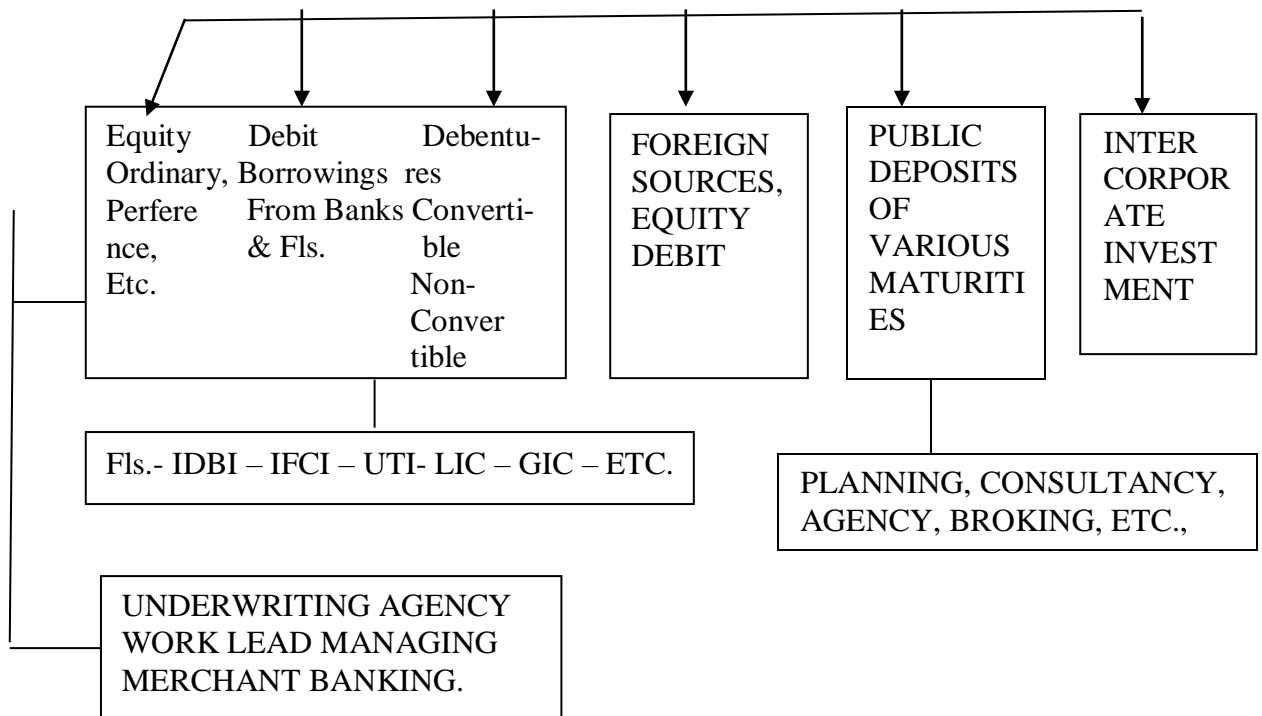 Equity Debit Debentu-
Ordinary, Borrowings res
Perfere From Banks Converti-
nce, & Fls. ble
Etc. Non-
Conver
tible
FOREIGN
SOURCES,
EQUITY
DEBIT
PUBLIC
DEPOSITS
OF
VARIOUS
MATURITI
ES
INTER
CORPOR
ATE
INVEST
MENT
Fls.- IDBI – IFCI – UTI- LIC – GIC – ETC.
PLANNING, CONSULTANCY,
AGENCY, BROKING, ETC.,
UNDERWRITING AGENCY
WORK LEAD MANAGING
MERCHANT BANKING.